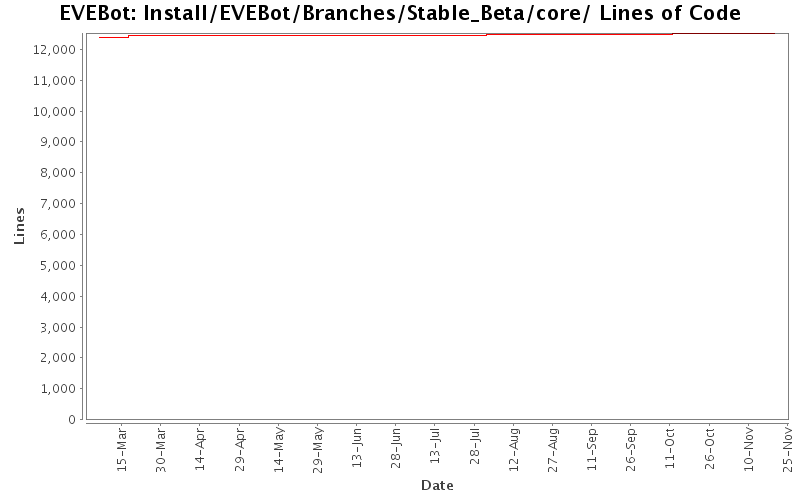 EVEBot: Install/EVEBot/Branches/Stable_Beta/core/ Lines of Code
Lines
12,000
11,000
10,000
9,000
8,000
7,000
6,000
5,000
4,000
3,000
2,000
1,000
0
15-Mar
30-Mar
14-Apr
29-Apr
14-May
29-May
13-Jun
28-Jun
13-Jul
28-Jul
12-Aug
27-Aug
11-Sep
26-Sep
11-Oct
26-Oct
10-Nov
25-Nov
Date